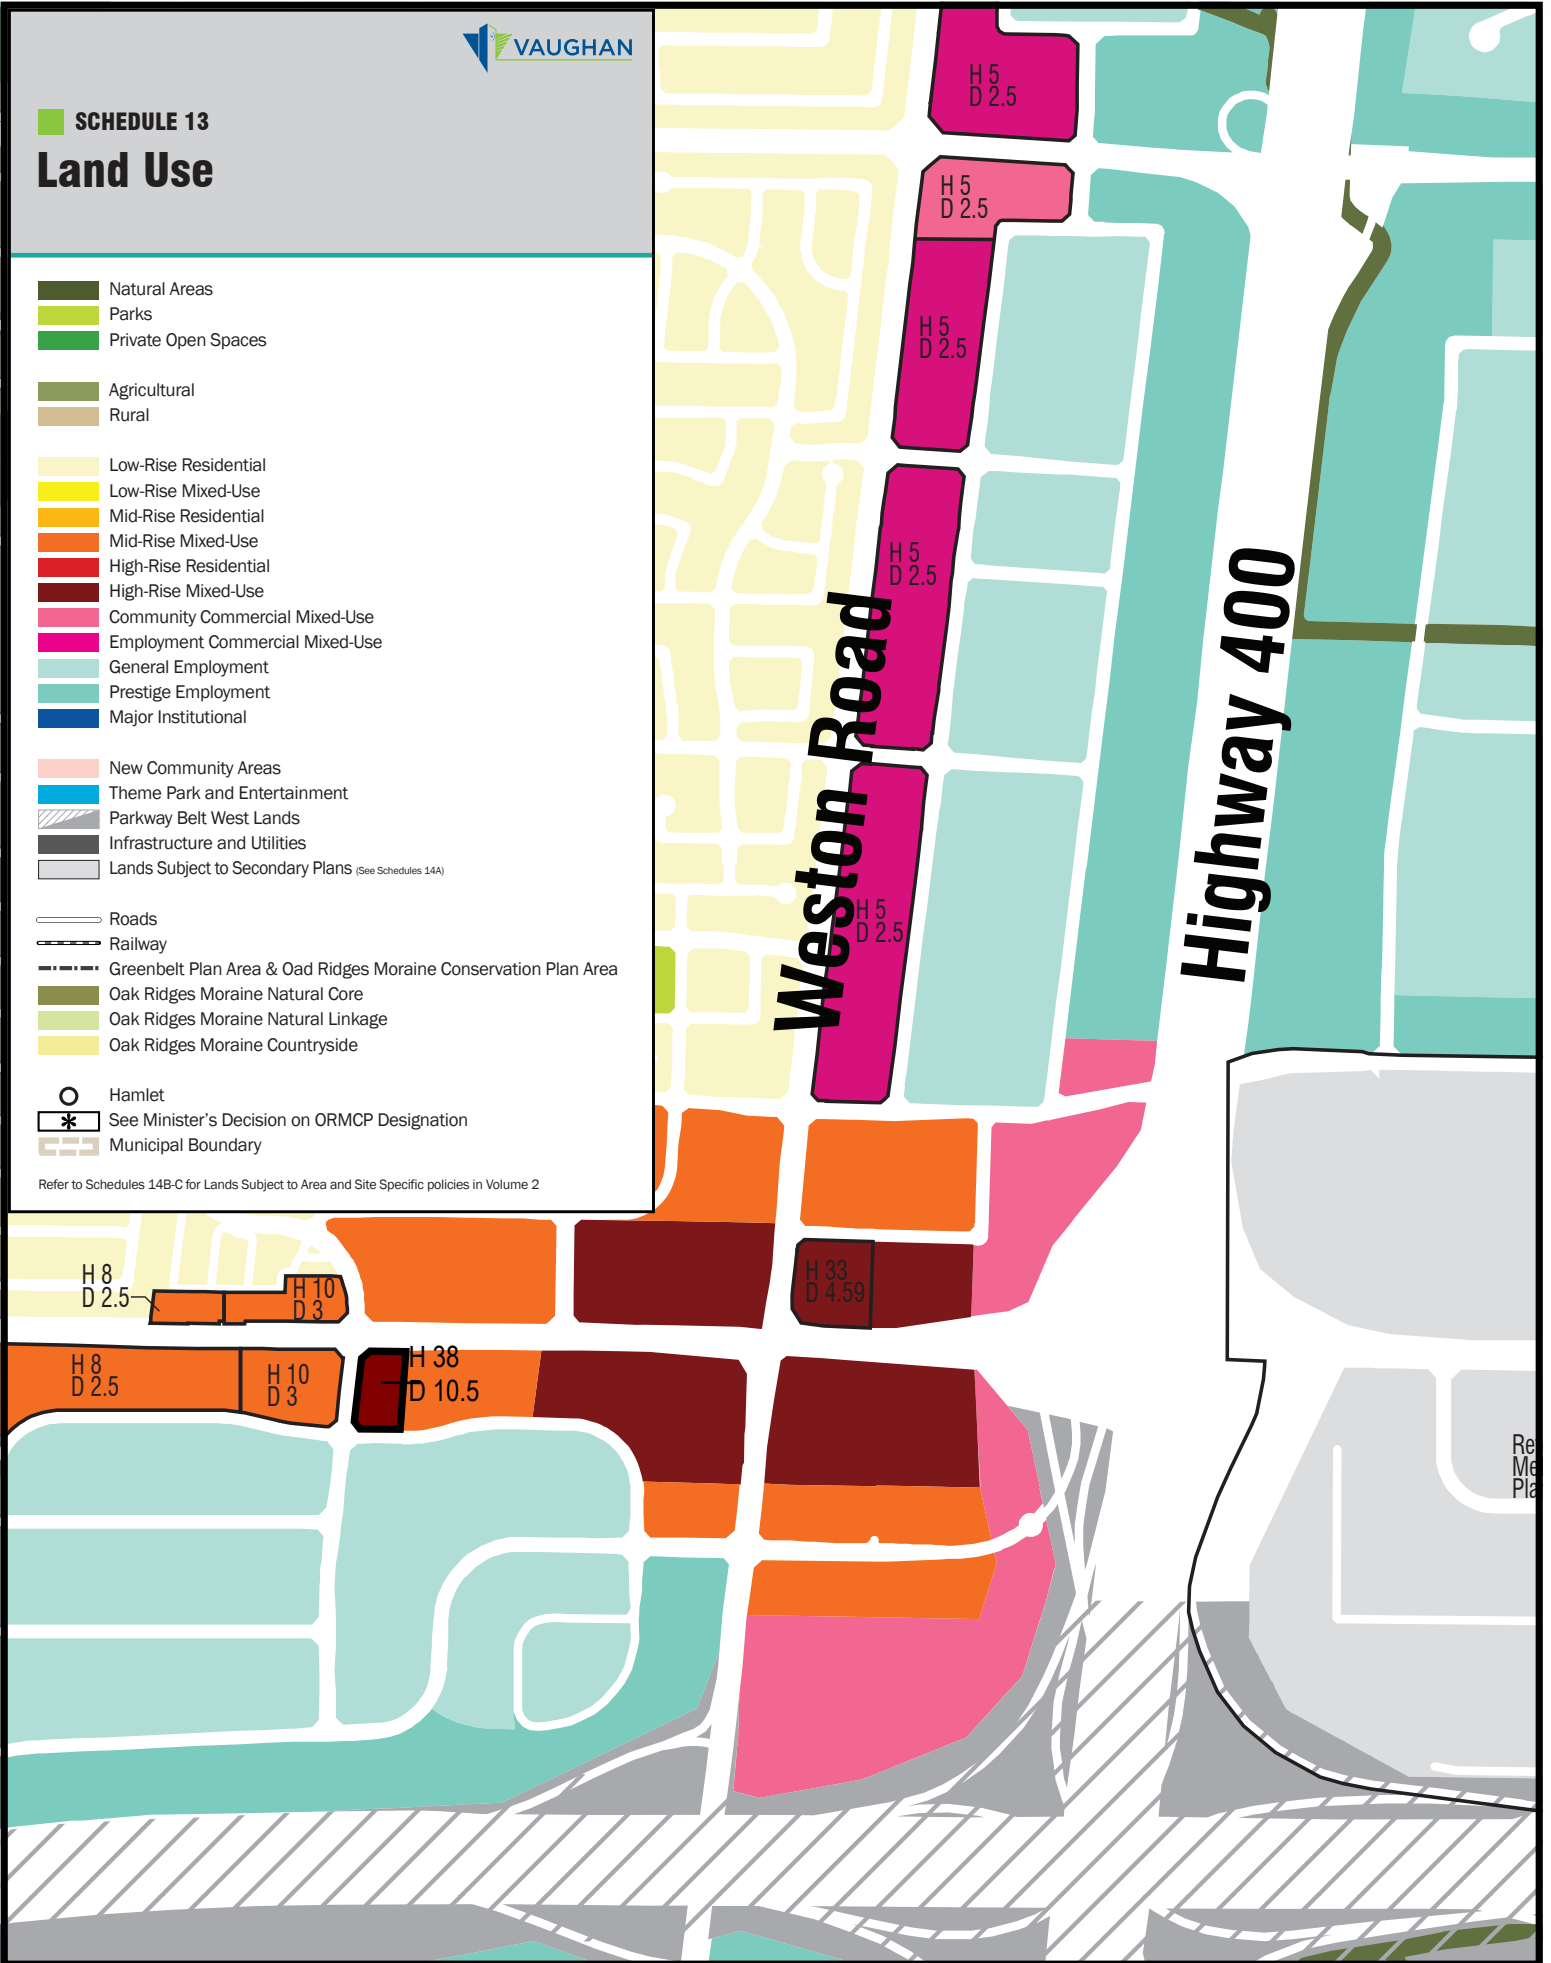 VAUGHAN
SCHEDULE 13
Land Use
Natural Areas
Parks
Private Open Spaces
Agricultural
Rural
Low-Rise Residential
Low-Rise Mixed-Use
Mid-Rise Residential
Mid-Rise Mixed-Use
High-Rise Residential
High-Rise Mixed-Use
Community Commercial Mixed-Use
Employment Commercial Mixed-Use
General Employment
Prestige Employment
Major Institutional
New Community Areas
Theme Park and Entertainment
Parkway Belt West Lands
Infrastructure and Utilities
Lands Subject to Secondary Plans (See Schedules 14A)
Roads
Railway
Greenbelt Plan Area & Oad Ridges Moraine Conservation Plan Area
Oak Ridges Moraine Natural Core
Oak Ridges Moraine Natural Linkage
Oak Ridges Moraine Countryside
Hamlet
See Minister's Decision on ORMCP Designation
Municipal Boundary
Refer to Schedules 14B-C for Lands Subject to Area and Site Specific policies in Volume 2
H 5
D 2.5
H 5
D 2.5
H 5
D 2.5
H 5
D 2.5
Weston Road
Highway 400
H 5
D 2.5
H 33
D 4.59
H 8
D 2.5
H 10
D 3
H 8
D 2.5
H 10
D 3
H 38
D 10.5
Re
Me
Pla